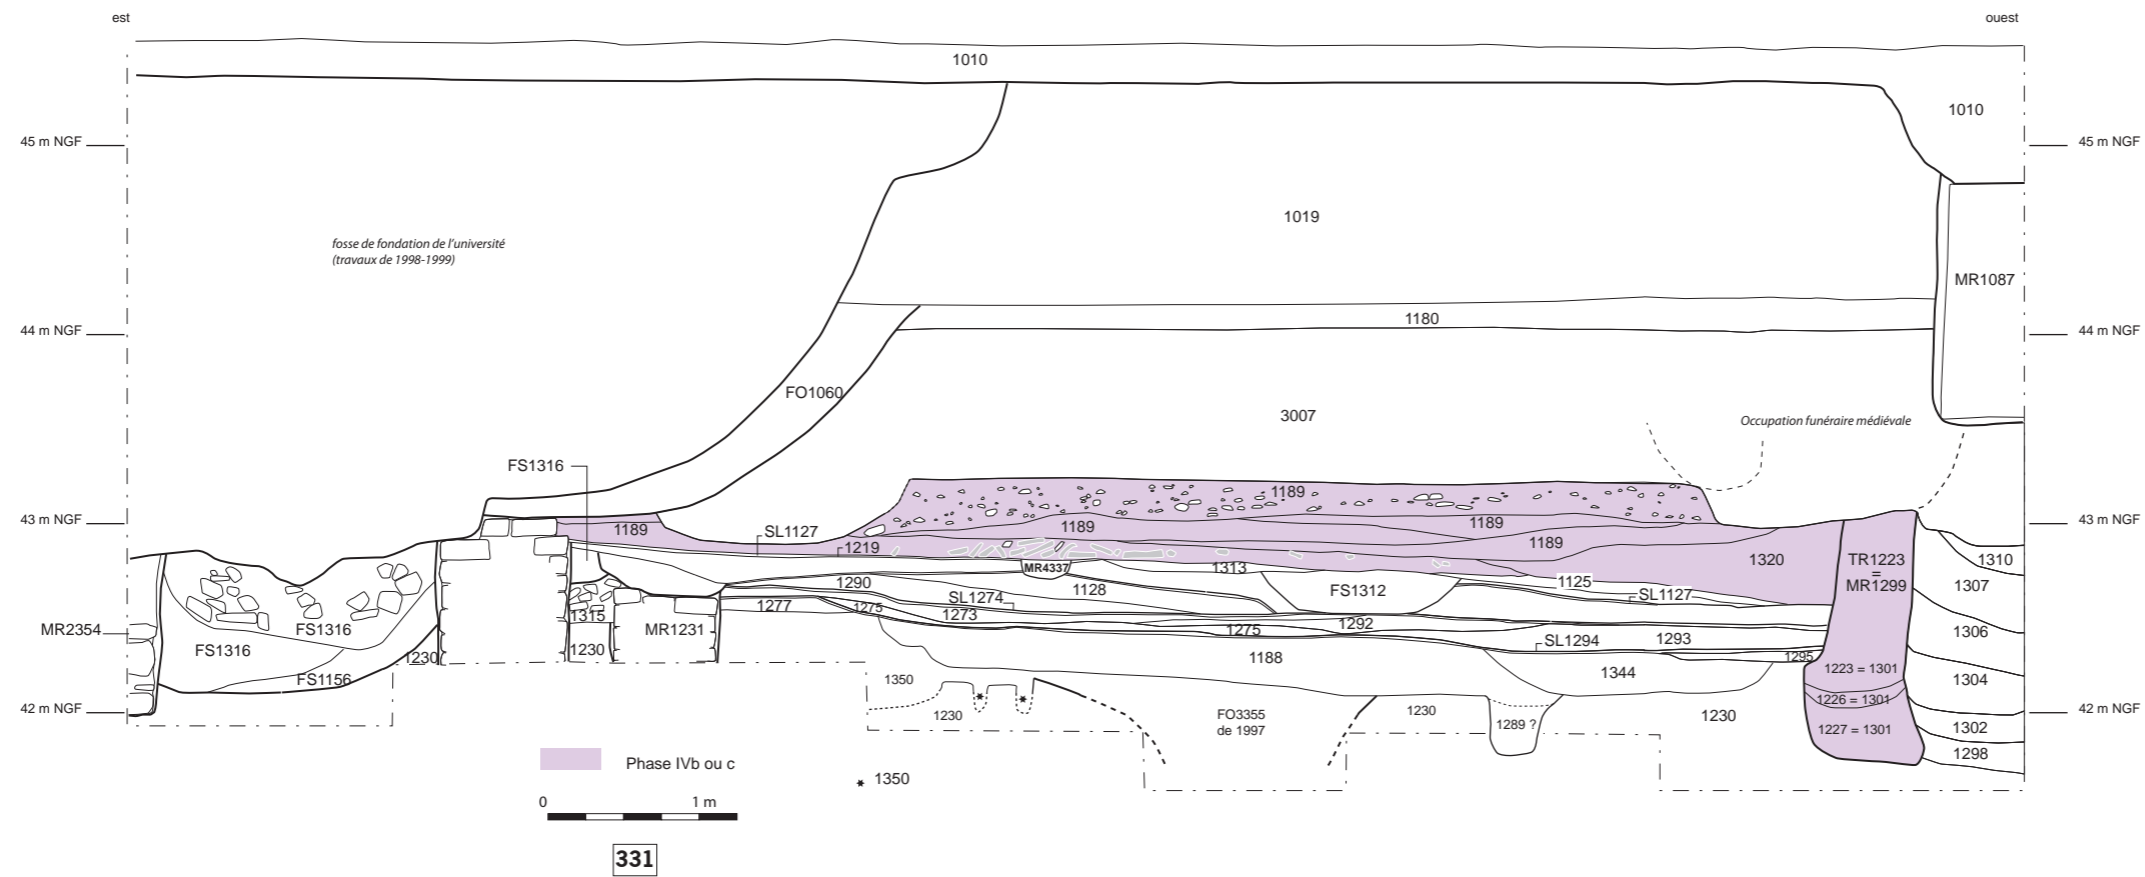 est
ouest
1010
1010
45 m NGF
45 m NGF
1019
fosse de fondation de l'université
(travaux de 1998-1999)
MR1087
1180
44 m NGF
44 m NGF
FO1060
3007
Occupation funéraire médiévale
FS1316
1189
43 m NGF
43 m NGF
1189
SL1127
1189
1189
1189
1219
1320
TR1223
=
MR1299
1310
MR4337
1313
1290
1128
FS1312
1125
SL1127
1307
SL1274
1277
1275
1273
1315
MR2354
FS1316
MR1231
1275
1292
SL1294
1293
1306
FS1316
1230
1230
1188
1295
FS1156
1350
1344
1223 = 1301
1304
42 m NGF
42 m NGF
* *
1230
FO3355
de 1997
1230
1289 ?
1230
1226 = 1301
1227 = 1301
1302
1298
Phase IVb ou c
* 1350
0 1 m
331